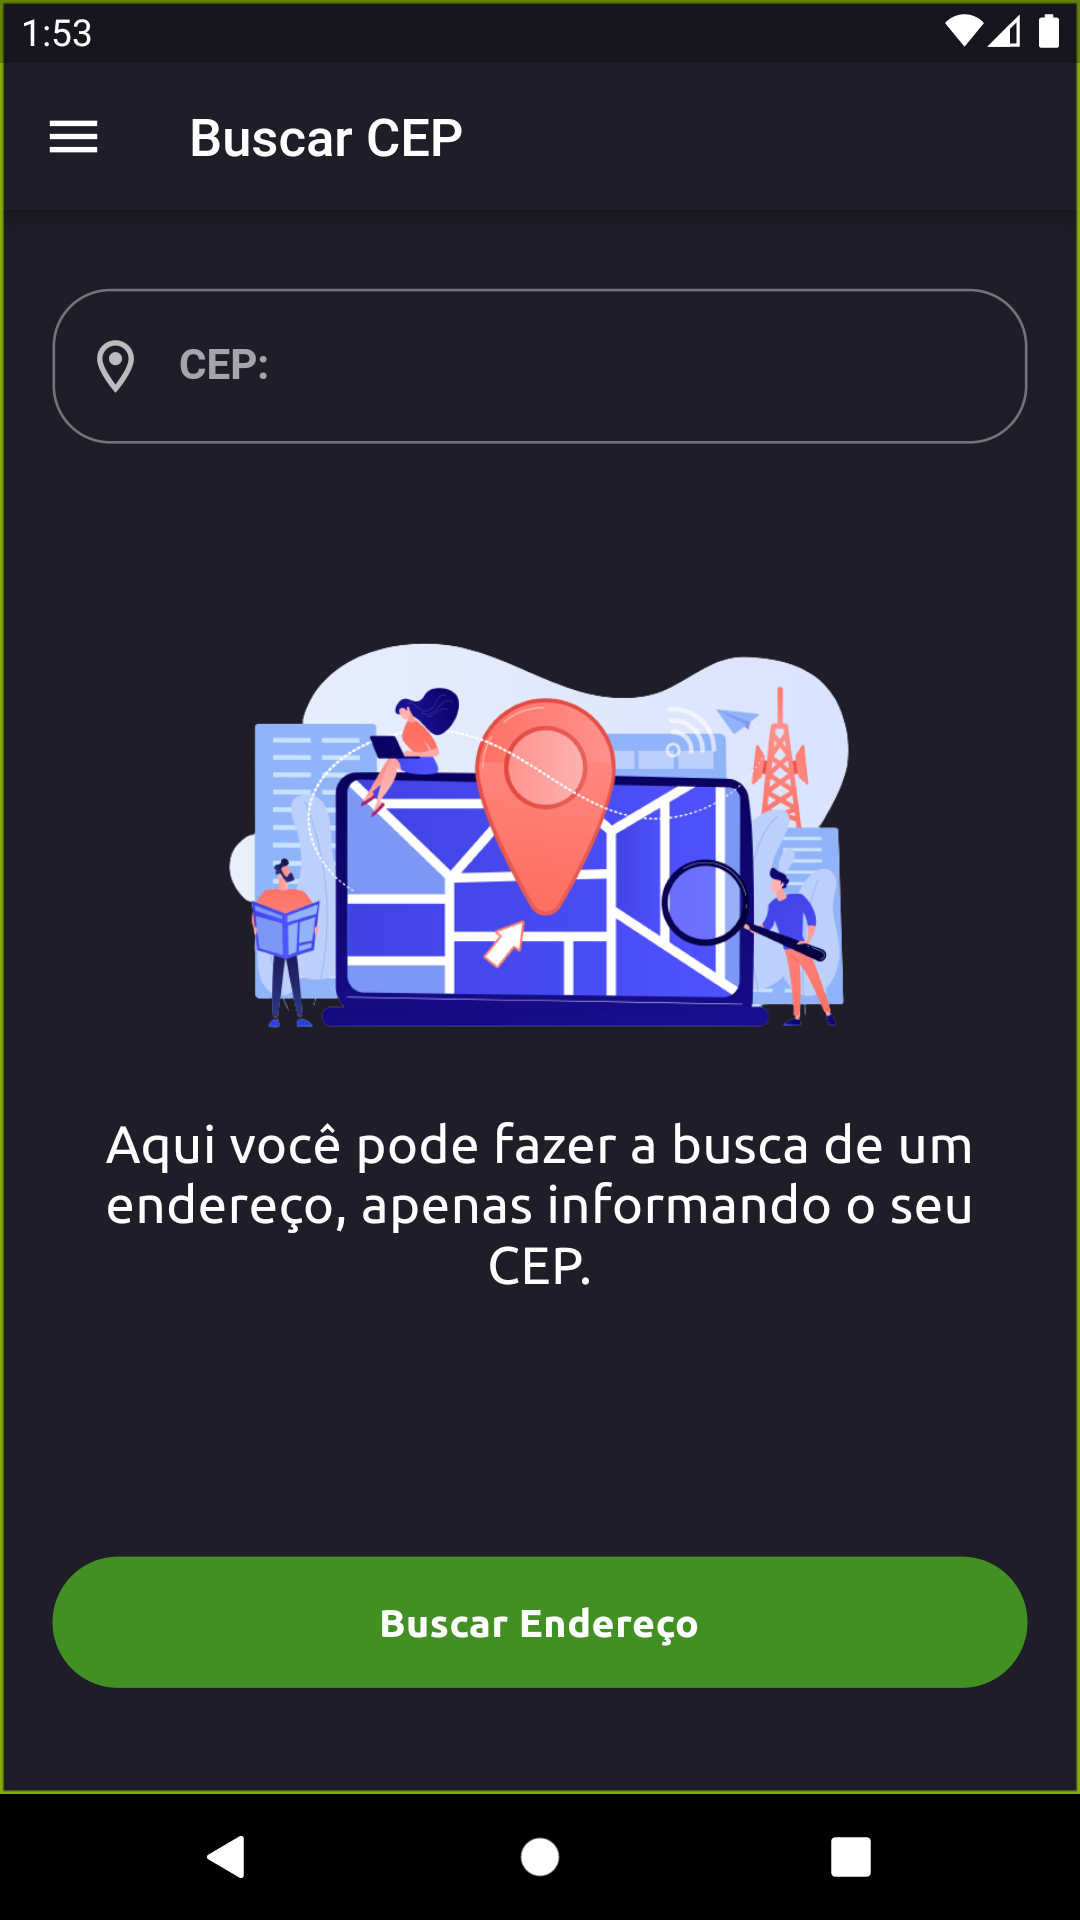 1:53
Buscar CEP
CEP:
Aqui você pode fazer a busca de um
endereço, apenas informando o seu
CEP.
Buscar Endereço